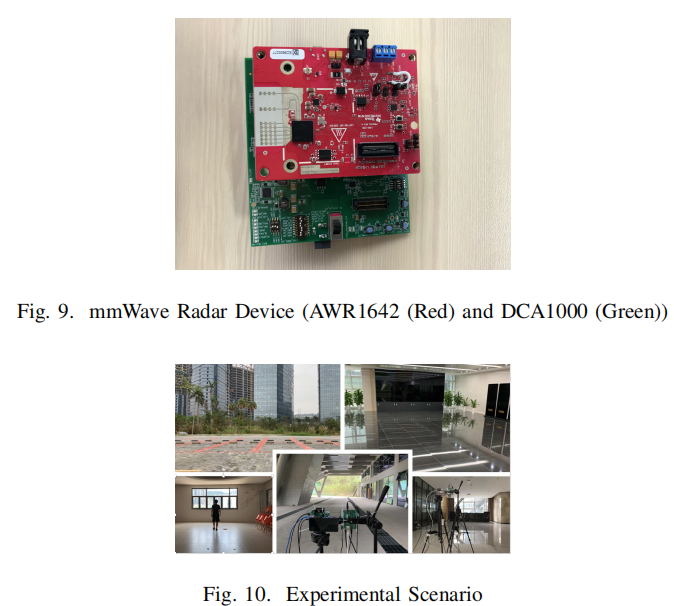 Fig. 9. mmWave Radar Device (AWR1642 (Red) and DCA1000 (Green))
Fig. 10. Experimental Scenario